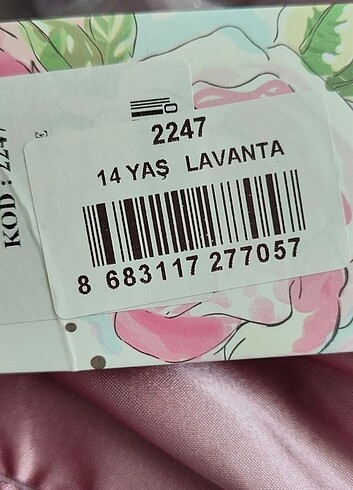 2247
14 YAŞ LAVANTA
8 683117 277057
KOD : 2247